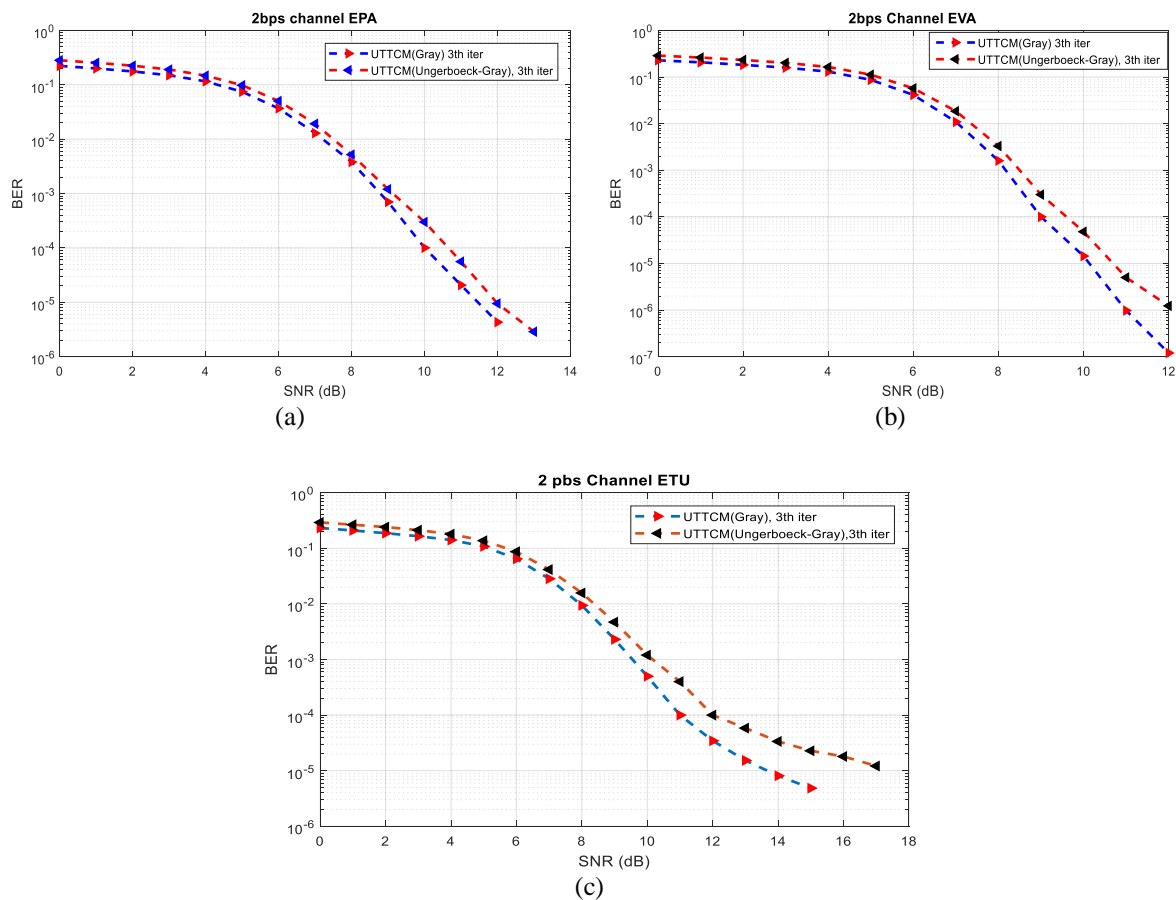 2bps channel EPA
10^0
10^-1
10^-2
10^-3
10^-4
10^-5
10^-6
BER
UTTCM(Gray) 3th iter
UTTCM(Ungerboeck-Gray), 3th iter
0 2 4 6 8 10 12 14
SNR (dB)
(a)
2bps Channel EVA
10^0
10^-1
10^-2
10^-3
10^-4
10^-5
10^-6
10^-7
BER
UTTCM(Gray) 3th iter
UTTCM(Ungerboeck-Gray), 3th iter
0 2 4 6 8 10 12
SNR (dB)
(b)
2 pbs Channel ETU
10^0
10^-1
10^-2
10^-3
10^-4
10^-5
10^-6
BER
UTTCM(Gray), 3th iter
UTTCM(Ungerboeck-Gray),3th iter
0 2 4 6 8 10 12 14 16 18
SNR (dB)
(c)